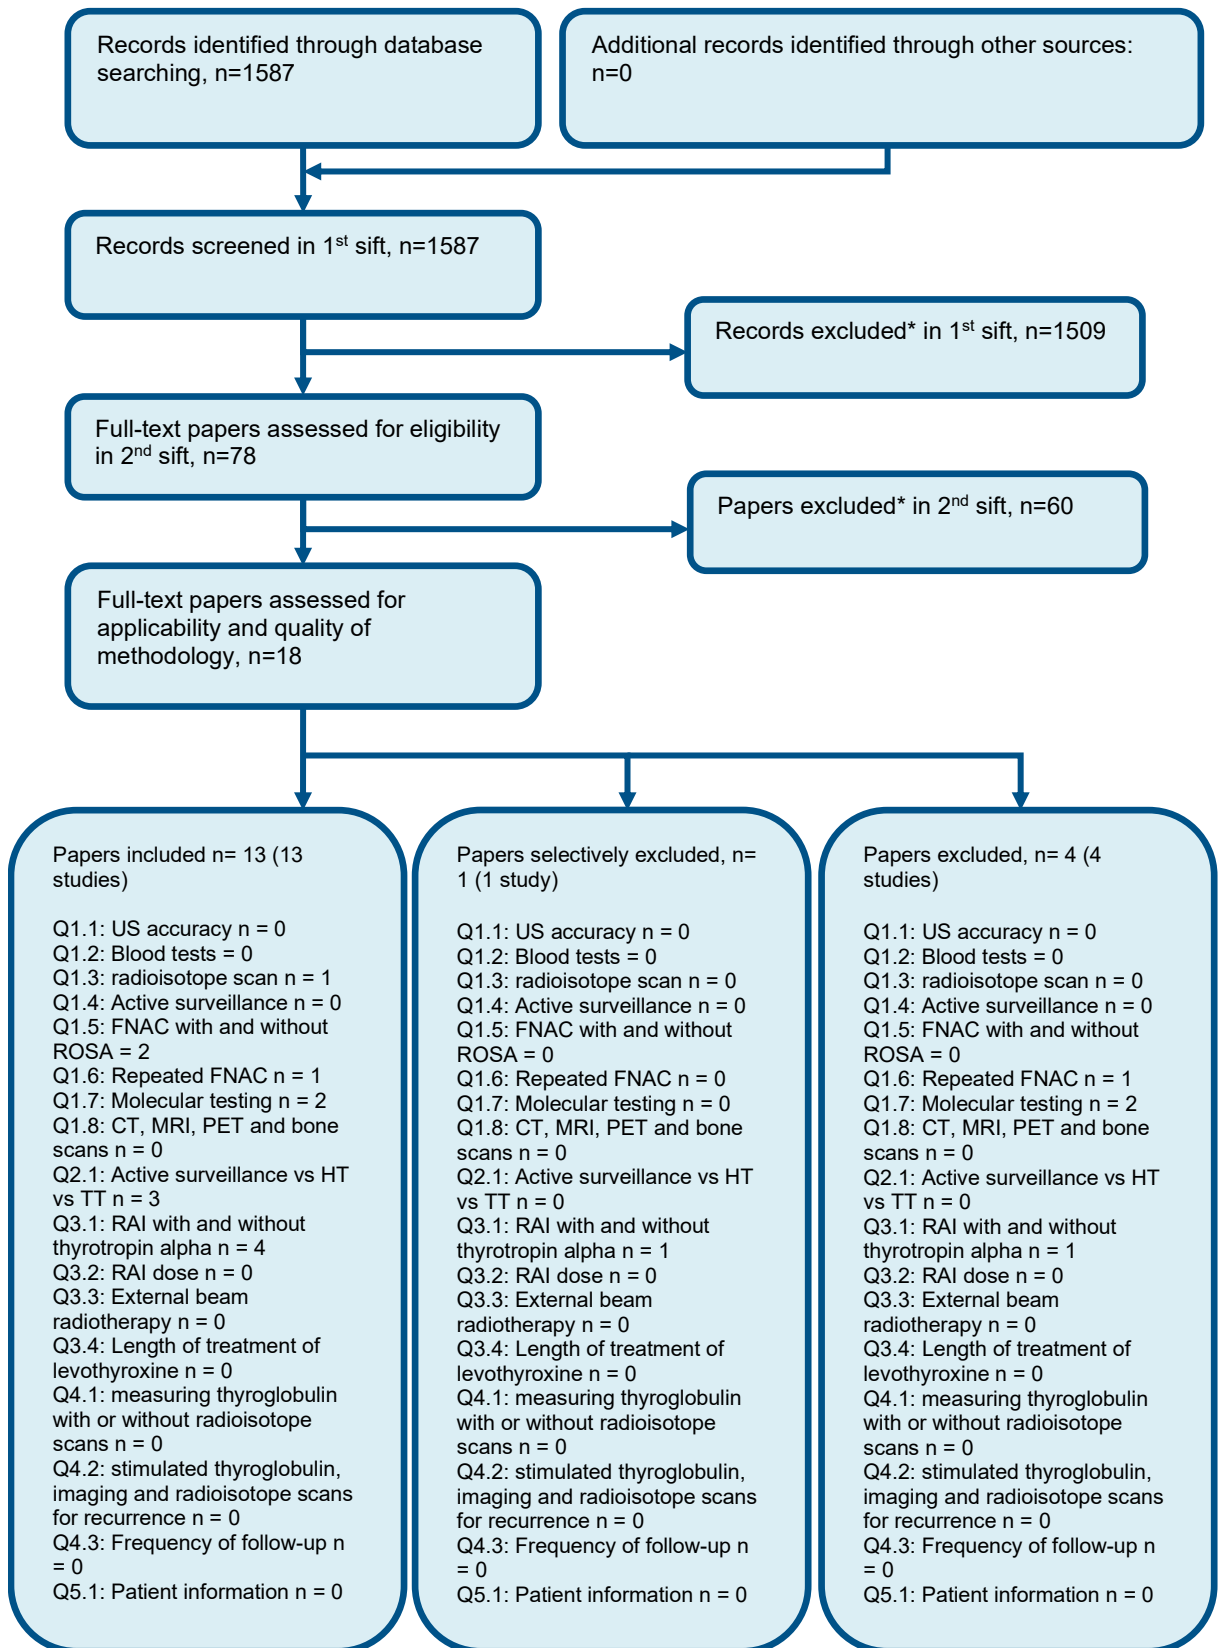 Records identified through database
searching, n=1587
Additional records identified through other sources:
n=0
Records screened in 1st sift, n=1587
Records excluded* in 1st sift, n=1509
Full-text papers assessed for eligibility
in 2nd sift, n=78
Papers excluded* in 2nd sift, n=60
Full-text papers assessed for
applicability and quality of
methodology, n=18
Papers included n= 13 (13
studies)
Q1.1: US accuracy n = 0
Q1.2: Blood tests = 0
Q1.3: radioisotope scan n = 1
Q1.4: Active surveillance n = 0
Q1.5: FNAC with and without
ROSA = 2
Q1.6: Repeated FNAC n = 1
Q1.7: Molecular testing n = 2
Q1.8: CT, MRI, PET and bone
scans n = 0
Q2.1: Active surveillance vs HT
vs TT n = 3
Q3.1: RAI with and without
thyrotropin alpha n = 4
Q3.2: RAI dose n = 0
Q3.3: External beam
radiotherapy n = 0
Q3.4: Length of treatment of
levothyroxine n = 0
Q4.1: measuring thyroglobulin
with or without radioisotope
scans n = 0
Q4.2: stimulated thyroglobulin,
imaging and radioisotope scans
for recurrence n = 0
Q4.3: Frequency of follow-up n
= 0
Q5.1: Patient information n = 0
Papers selectively excluded, n=
1 (1 study)
Q1.1: US accuracy n = 0
Q1.2: Blood tests = 0
Q1.3: radioisotope scan n = 0
Q1.4: Active surveillance n = 0
Q1.5: FNAC with and without
ROSA = 0
Q1.6: Repeated FNAC n = 0
Q1.7: Molecular testing n = 0
Q1.8: CT, MRI, PET and bone
scans n = 0
Q2.1: Active surveillance vs HT
vs TT n = 0
Q3.1: RAI with and without
thyrotropin alpha n = 1
Q3.2: RAI dose n = 0
Q3.3: External beam
radiotherapy n = 0
Q3.4: Length of treatment of
levothyroxine n = 0
Q4.1: measuring thyroglobulin
with or without radioisotope
scans n = 0
Q4.2: stimulated thyroglobulin,
imaging and radioisotope scans
for recurrence n = 0
Q4.3: Frequency of follow-up n
= 0
Q5.1: Patient information n = 0
Papers excluded, n= 4 (4
studies)
Q1.1: US accuracy n = 0
Q1.2: Blood tests = 0
Q1.3: radioisotope scan n = 0
Q1.4: Active surveillance n = 0
Q1.5: FNAC with and without
ROSA = 0
Q1.6: Repeated FNAC n = 1
Q1.7: Molecular testing n = 2
Q1.8: CT, MRI, PET and bone
scans n = 0
Q2.1: Active surveillance vs HT
vs TT n = 0
Q3.1: RAI with and without
thyrotropin alpha n = 1
Q3.2: RAI dose n = 0
Q3.3: External beam
radiotherapy n = 0
Q3.4: Length of treatment of
levothyroxine n = 0
Q4.1: measuring thyroglobulin
with or without radioisotope
scans n = 0
Q4.2: stimulated thyroglobulin,
imaging and radioisotope scans
for recurrence n = 0
Q4.3: Frequency of follow-up n
= 0
Q5.1: Patient information n = 0